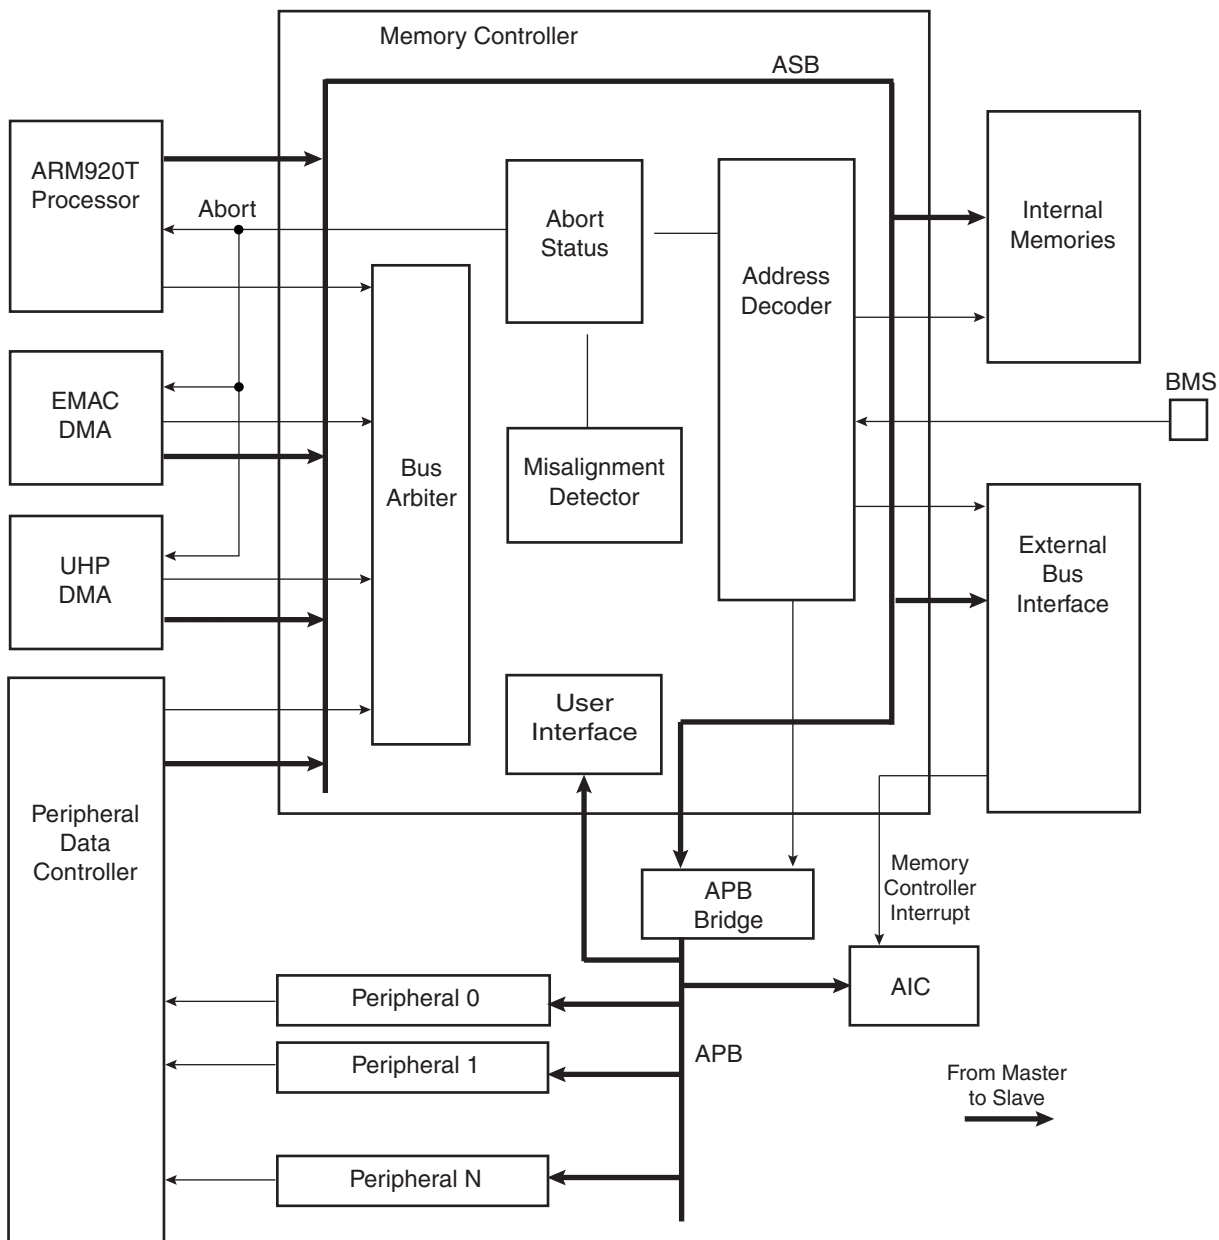 Memory Controller
ASB
ARM920T
Processor
Abort
Abort
Status
Address
Decoder
Internal
Memories
BMS
EMAC
DMA
Bus
Arbiter
Misalignment
Detector
UHP
DMA
External
Bus
Interface
User
Interface
Peripheral
Data
Controller
APB
Bridge
Memory
Controller
Interrupt
AIC
Peripheral 0
Peripheral 1
APB
From Master
to Slave
Peripheral N